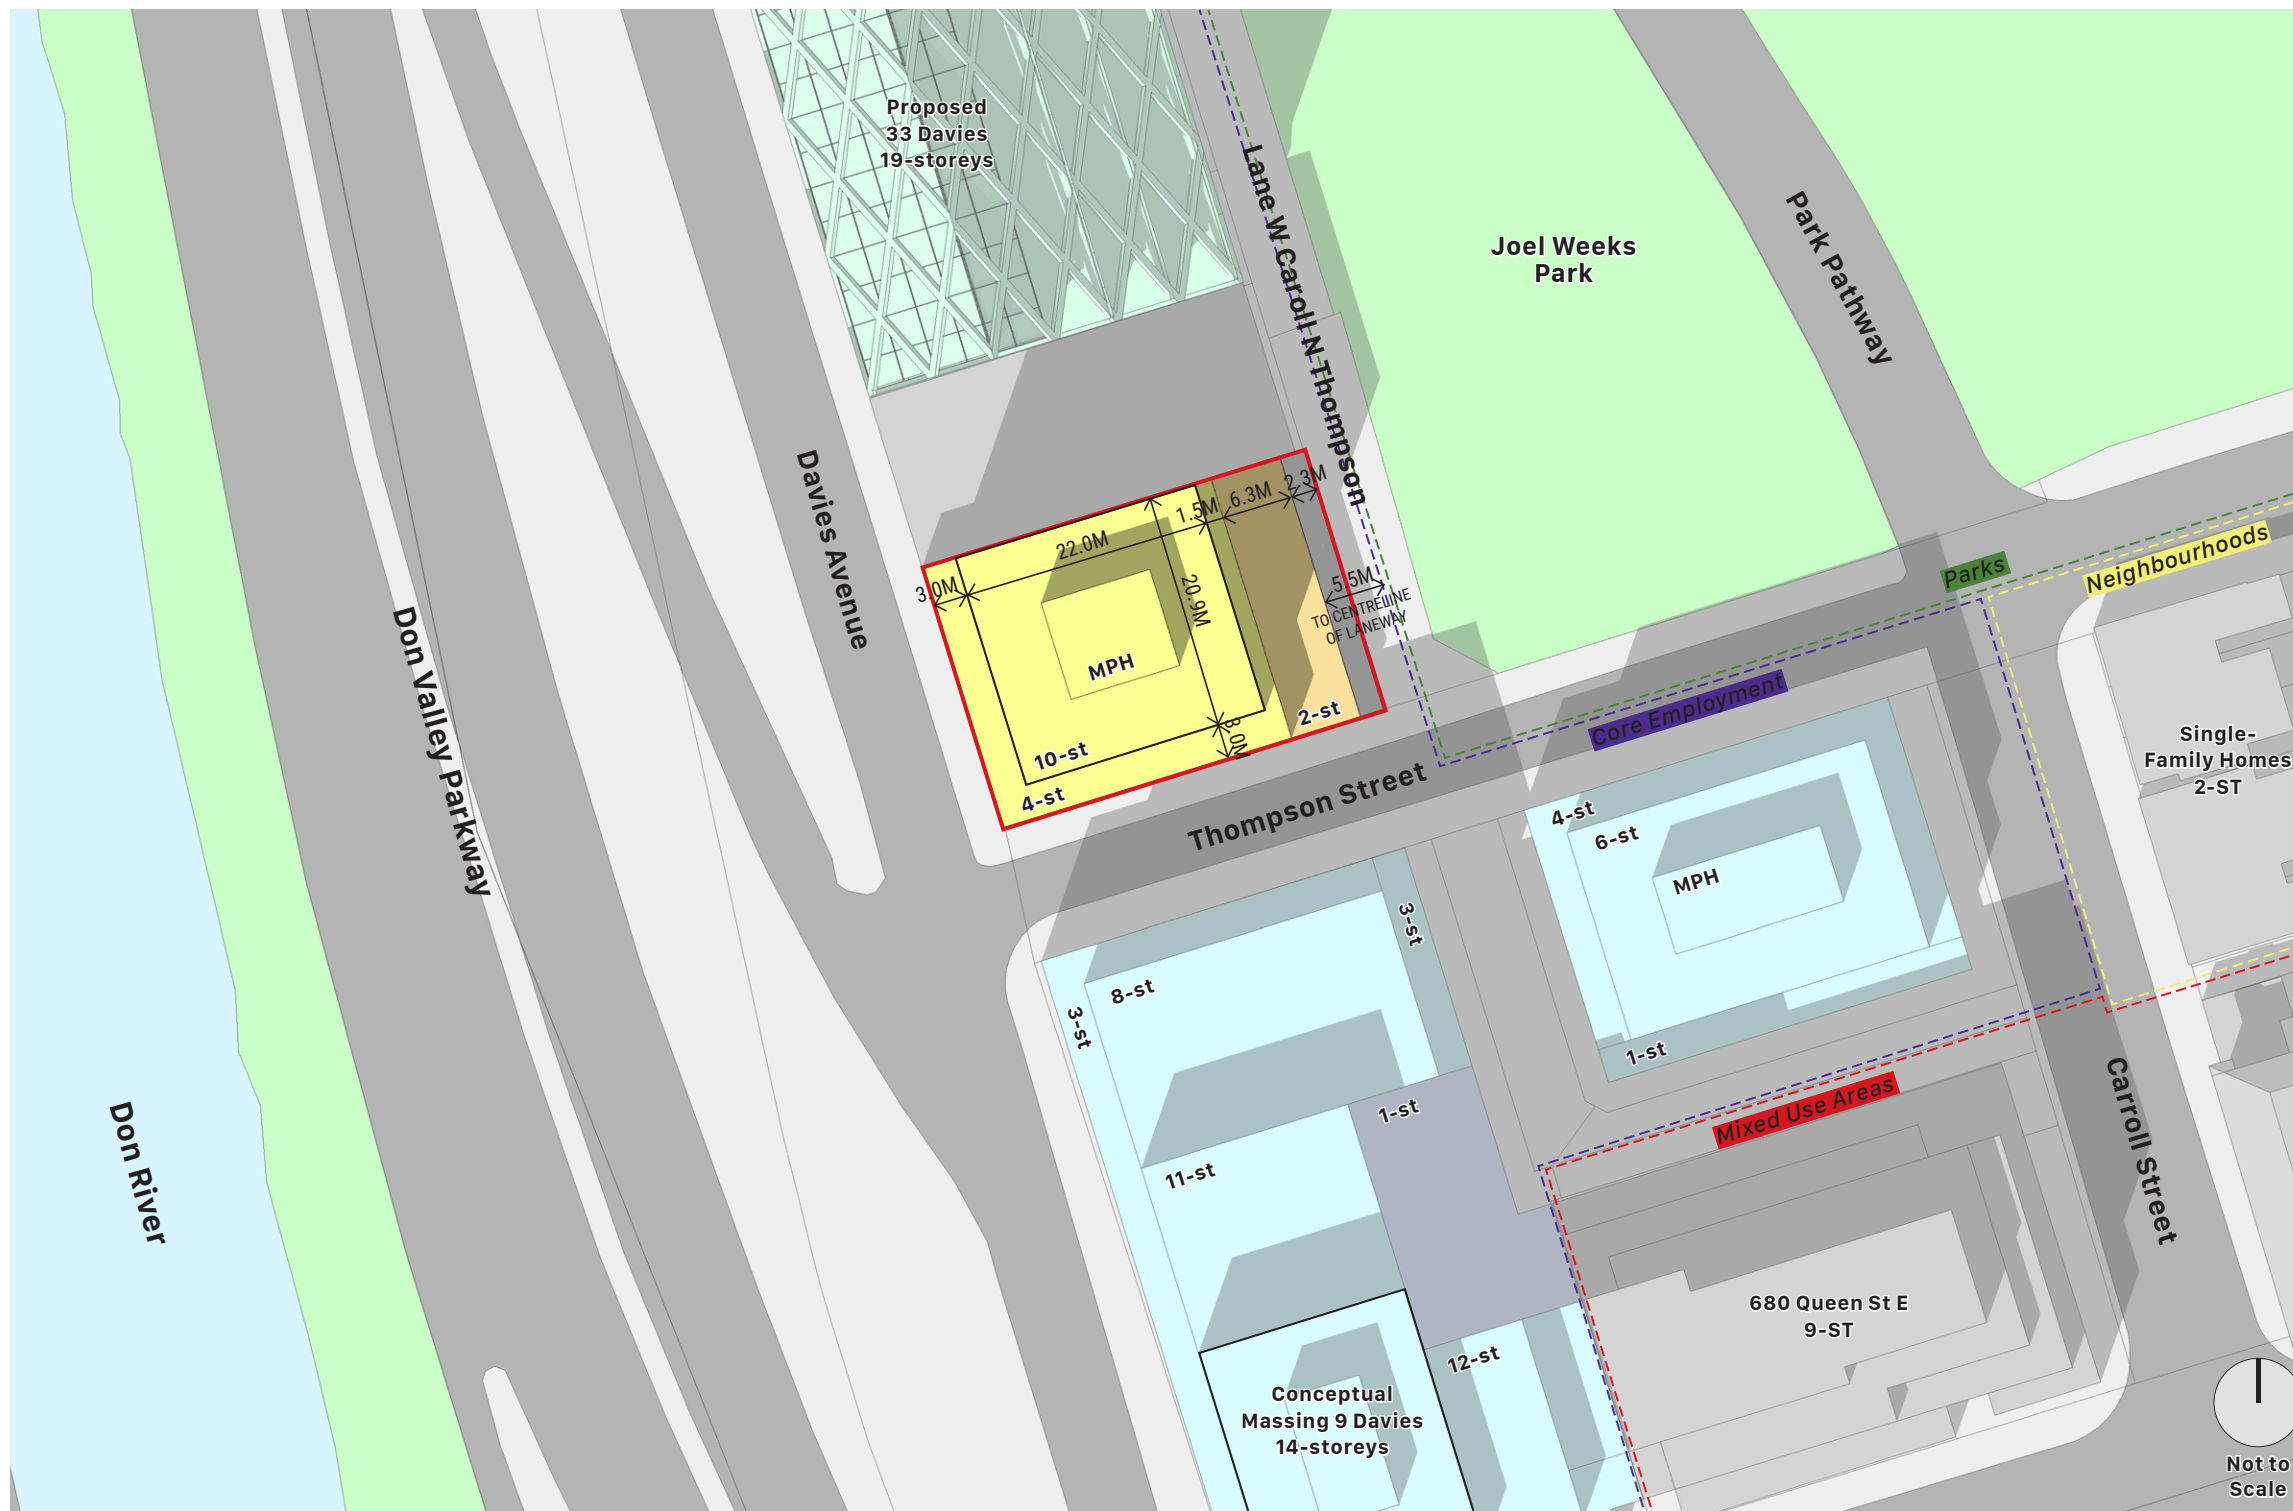 Proposed
33 Davies
19-storeys
Lane W Caroll N Thompson
Joel Weeks
Park
Park Pathway
Davies Avenue
Don Valley Parkway
Don River
2.3M
6.3M
1.5M
22.0M
3.0M
20.9M
5.5M
TO CENTRELINE
OF LANEWAY
MPH
2-st
3.0M
10-st
4-st
Thompson Street
Parks
Neighbourhoods
Core Employment
Single-
Family Homes
2-ST
4-st
6-st
MPH
1-st
3-st
8-st
3-st
1-st
11-st
Mixed Use Areas
Carroll Street
680 Queen St E
9-ST
12-st
Conceptual
Massing 9 Davies
14-storeys
Not to
Scale